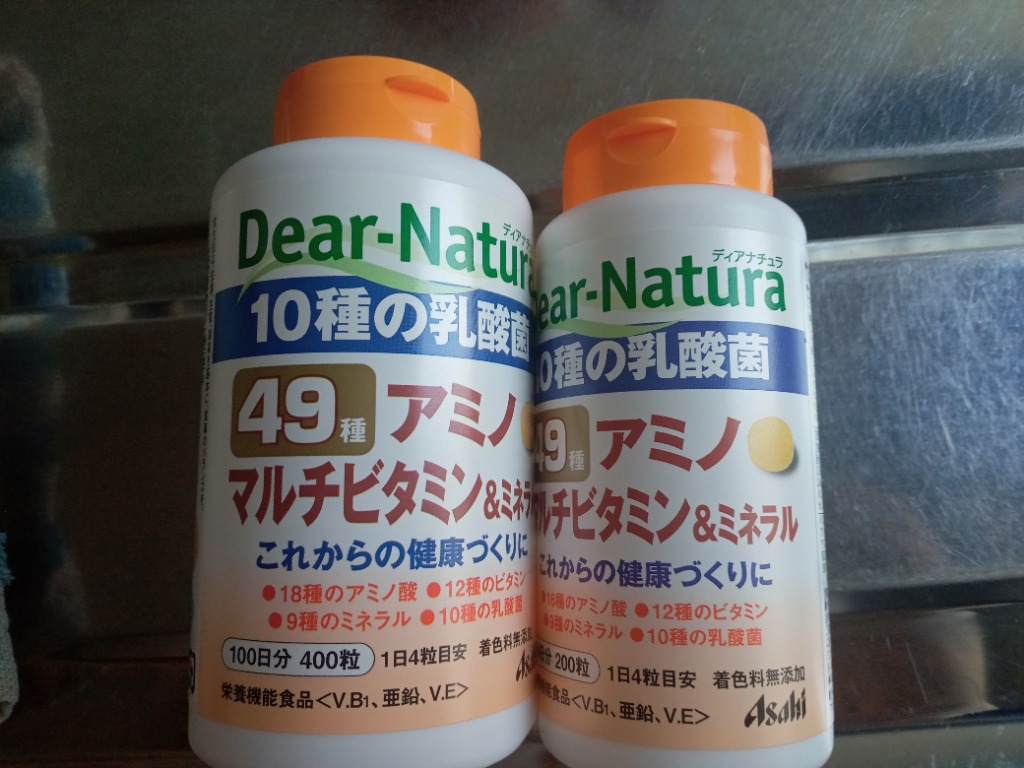 ディアナチュ
Dear-Natura
10種の乳酸菌
49種 アミノ
マルチビタミン&ミネラ
これからの健康づくりに
●18種のアミノ酸 ●12種のビタミン
●9種のミネラル ●10種の乳酸菌
100日分 400粒 1日4粒目安 着色料無添加
Asahi
栄養機能食品<V.B1、亜鉛、V.E>
ディアナチュラ
ear-Natura
0種の乳酸菌
49種 アミノ
ルチビタミン&ミネラル
これからの健康づくりに
●18種のアミノ酸 ●12種のビタミン
●9種のミネラル ●10種の乳酸菌
日分 200粒 1日4粒目安 着色料無添加
能食品<V.B1、亜鉛、V.E>
Asahi